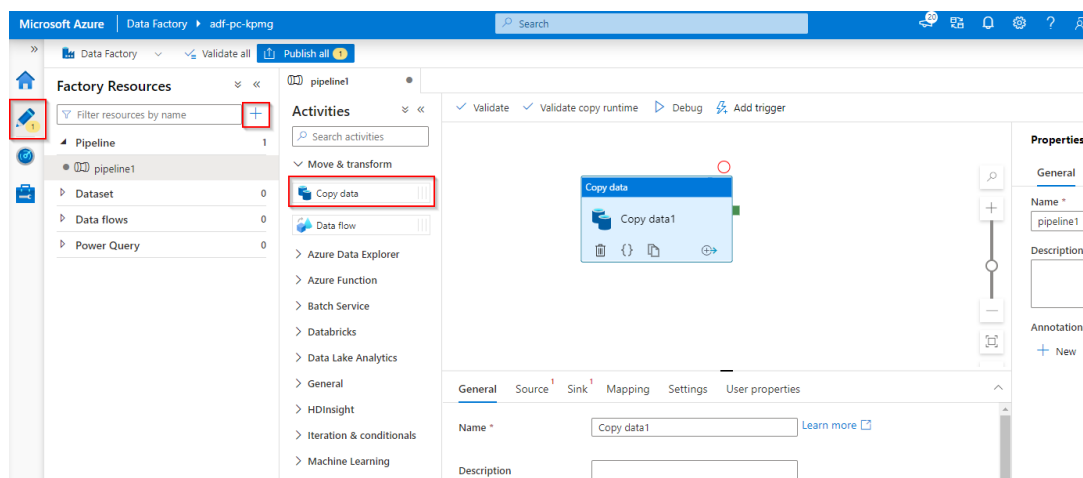 Microsoft Azure Data Factory adf-pc-kpmg Search 20 ?
Data Factory Validate all Publish all 1
Factory Resources
Filter resources by name
1
Pipeline 1
pipeline1
Dataset 0
Data flows 0
Power Query 0
pipeline1
Activities
Search activities
Move & transform
Copy data
Data flow
Azure Data Explorer
Azure Function
Batch Service
Databricks
Data Lake Analytics
General
HDInsight
Iteration & conditionals
Machine Learning
Validate Validate copy runtime Debug Add trigger
Copy data
Copy data1
General Source 1 Sink 1 Mapping Settings User properties
Name * Copy data1 Learn more
Description
Properties
General
Name *
pipeline1
Description
Annotation
New